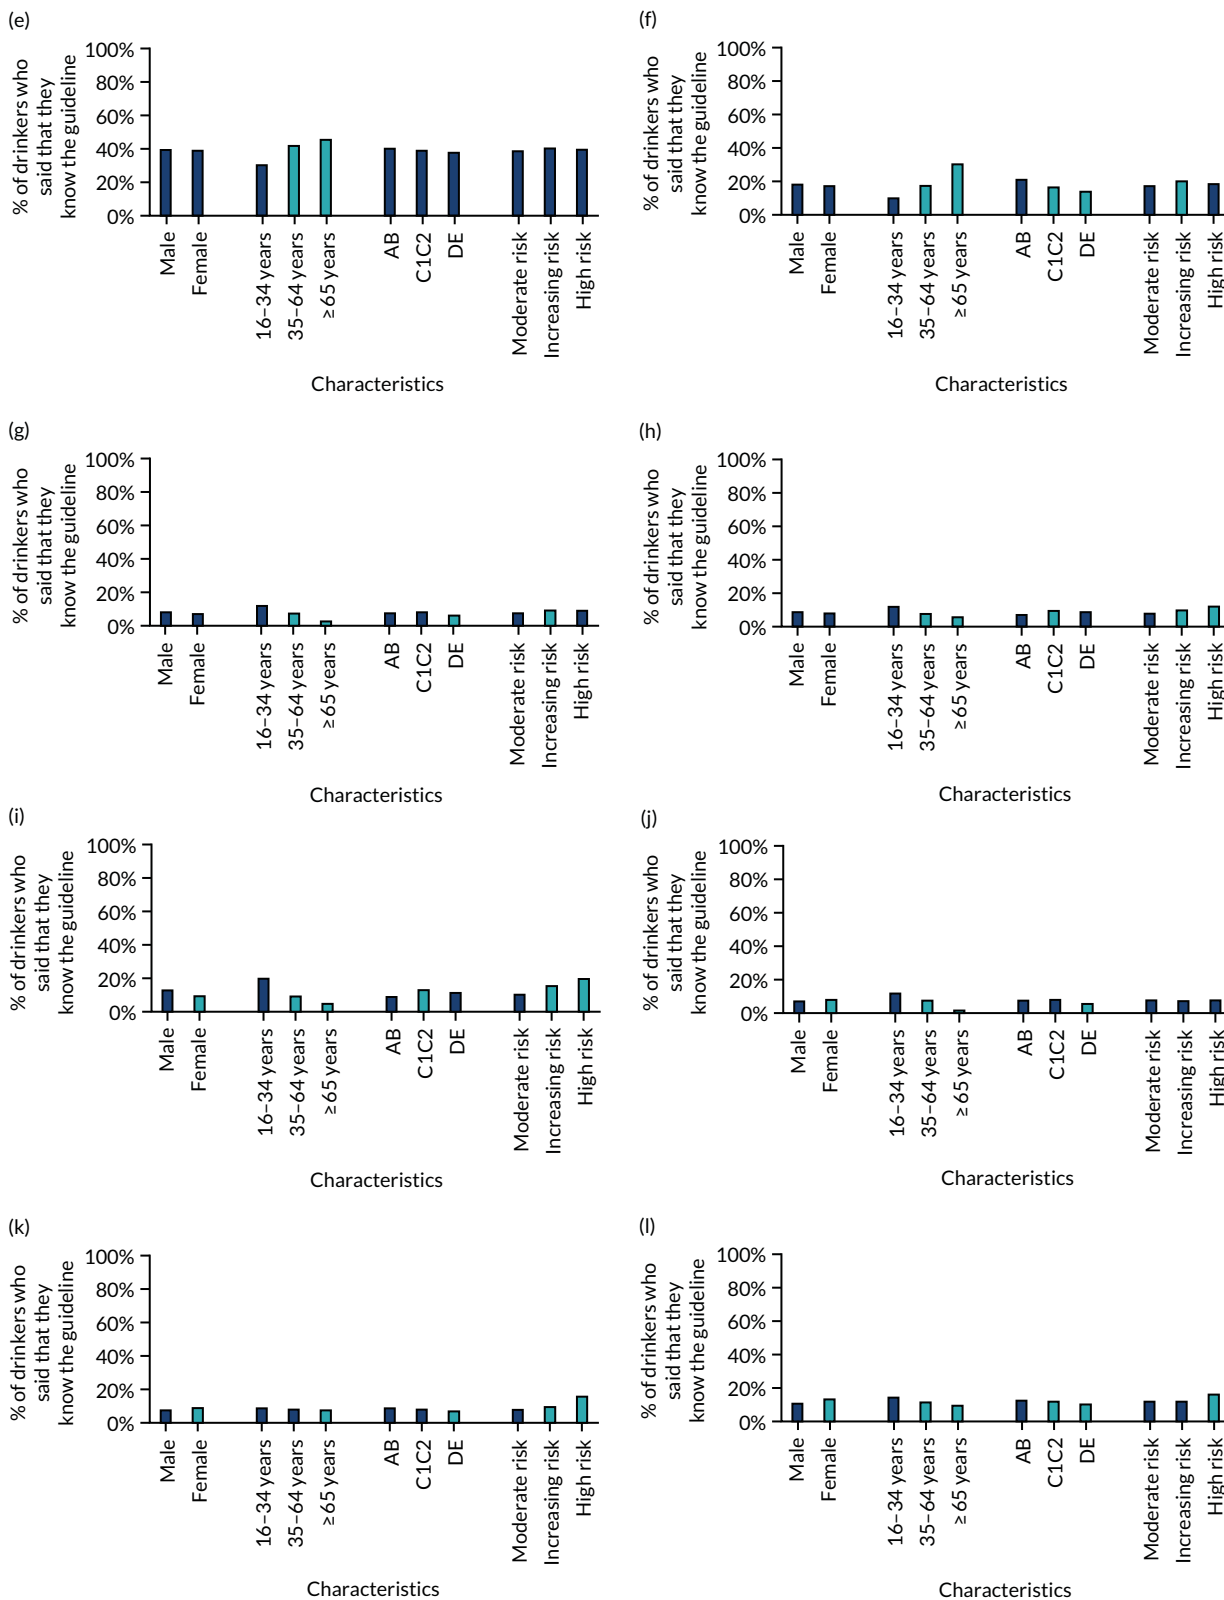 (e)
% of drinkers who
said that they
know the guideline
100%
80%
60%
40%
20%
0%
Male
Female
16–34 years
35–64 years
≥ 65 years
AB
C1C2
DE
Moderate risk
Increasing risk
High risk
Characteristics
(f)
% of drinkers who
said that they
know the guideline
100%
80%
60%
40%
20%
0%
Male
Female
16–34 years
35–64 years
≥ 65 years
AB
C1C2
DE
Moderate risk
Increasing risk
High risk
Characteristics
(g)
% of drinkers who
said that they
know the guideline
100%
80%
60%
40%
20%
0%
Male
Female
16–34 years
35–64 years
≥ 65 years
AB
C1C2
DE
Moderate risk
Increasing risk
High risk
Characteristics
(h)
% of drinkers who
said that they
know the guideline
100%
80%
60%
40%
20%
0%
Male
Female
16–34 years
35–64 years
≥ 65 years
AB
C1C2
DE
Moderate risk
Increasing risk
High risk
Characteristics
(i)
% of drinkers who
said that they
know the guideline
100%
80%
60%
40%
20%
0%
Male
Female
16–34 years
35–64 years
≥ 65 years
AB
C1C2
DE
Moderate risk
Increasing risk
High risk
Characteristics
(j)
% of drinkers who
said that they
know the guideline
100%
80%
60%
40%
20%
0%
Male
Female
16–34 years
35–64 years
≥ 65 years
AB
C1C2
DE
Moderate risk
Increasing risk
High risk
Characteristics
(k)
% of drinkers who
said that they
know the guideline
100%
80%
60%
40%
20%
0%
Male
Female
16–34 years
35–64 years
≥ 65 years
AB
C1C2
DE
Moderate risk
Increasing risk
High risk
Characteristics
(l)
% of drinkers who
said that they
know the guideline
100%
80%
60%
40%
20%
0%
Male
Female
16–34 years
35–64 years
≥ 65 years
AB
C1C2
DE
Moderate risk
Increasing risk
High risk
Characteristics